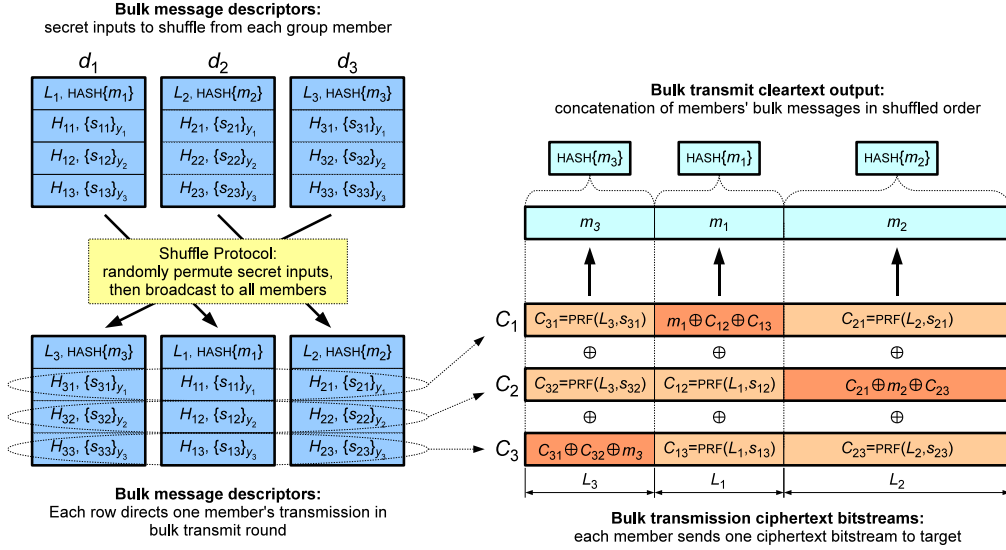 Bulk message descriptors:
secret inputs to shuffle from each group member
d₁ d₂ d₃
L₁, HASH{m₁} L₂, HASH{m₂} L₃, HASH{m₃}
H₁₁, {s₁₁}y₁ H₂₁, {s₂₁}y₁ H₃₁, {s₃₁}y₁
H₁₂, {s₁₂}y₂ H₂₂, {s₂₂}y₂ H₃₂, {s₃₂}y₂
H₁₃, {s₁₃}y₃ H₂₃, {s₂₃}y₃ H₃₃, {s₃₃}y₃
Shuffle Protocol:
randomly permute secret inputs,
then broadcast to all members
L₃, HASH{m₃} L₁, HASH{m₁} L₂, HASH{m₂}
H₃₁, {s₃₁}y₁ H₁₁, {s₁₁}y₁ H₂₁, {s₂₁}y₁
H₃₂, {s₃₂}y₂ H₁₂, {s₁₂}y₂ H₂₂, {s₂₂}y₂
H₃₃, {s₃₃}y₃ H₁₃, {s₁₃}y₃ H₂₃, {s₂₃}y₃
Bulk message descriptors:
Each row directs one member's transmission in
bulk transmit round
Bulk transmit cleartext output:
concatenation of members' bulk messages in shuffled order
HASH{m₃} HASH{m₁} HASH{m₂}
m₃ m₁ m₂
C₁ C₃₁=PRF(L₃,s₃₁) m₁⊕C₁₂⊕C₁₃ C₂₁=PRF(L₂,s₂₁)
⊕ ⊕ ⊕
C₂ C₃₂=PRF(L₃,s₃₂) C₁₂=PRF(L₁,s₁₂) C₂₁⊕m₂⊕C₂₃
⊕ ⊕ ⊕
C₃ C₃₁⊕C₃₂⊕m₃ C₁₃=PRF(L₁,s₁₃) C₂₃=PRF(L₂,s₂₃)
L₃ L₁ L₂
Bulk transmission ciphertext bitstreams:
each member sends one ciphertext bitstream to target